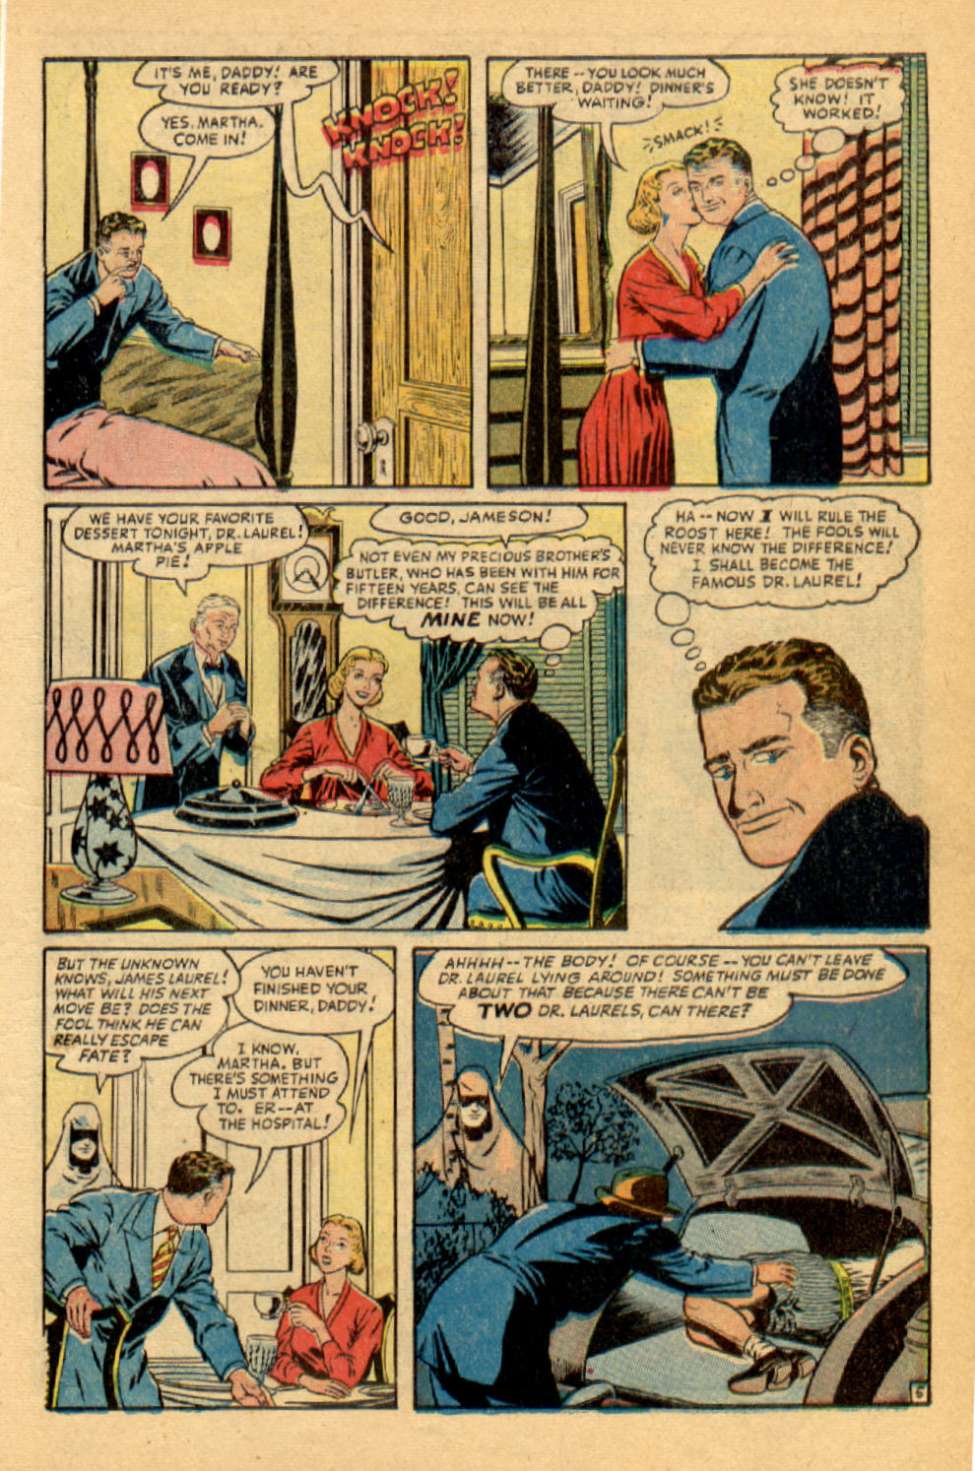 IT'S ME, DADDY! ARE
YOU READY?
YES, MARTHA.
COME IN!
KNOCK!
KNOCK!
THERE -- YOU LOOK MUCH
BETTER, DADDY! DINNER'S
WAITING!
SMACK!
SHE DOESN'T
KNOW! IT
WORKED!
WE HAVE YOUR FAVORITE
DESSERT TONIGHT, DR. LAUREL!
MARTHA'S APPLE
PIE!
GOOD, JAMESON!
NOT EVEN MY PRECIOUS BROTHER'S
BUTLER, WHO HAS BEEN WITH HIM FOR
FIFTEEN YEARS, CAN SEE THE
DIFFERENCE! THIS WILL BE ALL
MINE NOW!
HA -- NOW I WILL RULE THE
ROOST HERE! THE FOOLS WILL
NEVER KNOW THE DIFFERENCE!
I SHALL BECOME THE
FAMOUS DR. LAUREL!
BUT THE UNKNOWN
KNOWS, JAMES LAUREL!
WHAT WILL HIS NEXT
MOVE BE? DOES THE
FOOL THINK HE CAN
REALLY ESCAPE
FATE?
YOU HAVEN'T
FINISHED YOUR
DINNER, DADDY!
I KNOW,
MARTHA. BUT
THERE'S SOMETHING
I MUST ATTEND
TO. ER--AT
THE HOSPITAL!
AHHHH -- THE BODY! OF COURSE -- YOU CAN'T LEAVE
DR. LAUREL LYING AROUND! SOMETHING MUST BE DONE
ABOUT THAT BECAUSE THERE CAN'T BE
TWO DR. LAURELS, CAN THERE?